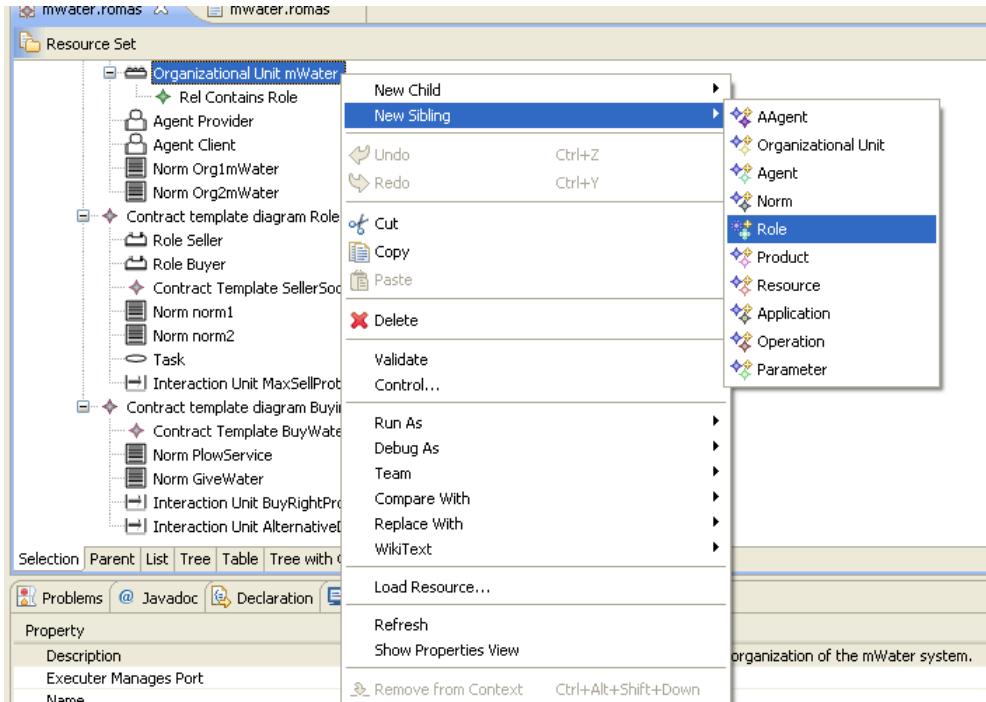 mwater.romas mwater.romas
Resource Set
Organizational Unit mWater
Rel Contains Role
Agent Provider
Agent Client
Norm Org1mWater
Norm Org2mWater
Contract template diagram Role
Role Seller
Role Buyer
Contract Template SellerSoc
Norm norm1
Norm norm2
Task
Interaction Unit MaxSellProt
Contract template diagram Buyi
Contract Template BuyWate
Norm PlowService
Norm GiveWater
Interaction Unit BuyRightPro
Interaction Unit AlternativeD
New Child
New Sibling
Undo Ctrl+Z
Redo Ctrl+Y
Cut
Copy
Paste
Delete
Validate
Control...
Run As
Debug As
Team
Compare With
Replace With
WikiText
Load Resource...
Refresh
Show Properties View
Remove from Context Ctrl+Alt+Shift+Down
AAgent
Organizational Unit
Agent
Norm
Role
Product
Resource
Application
Operation
Parameter
Selection Parent List Tree Table Tree with
Problems @ Javadoc Declaration
Property
Description organization of the mWater system.
Executer Manages Port
Name